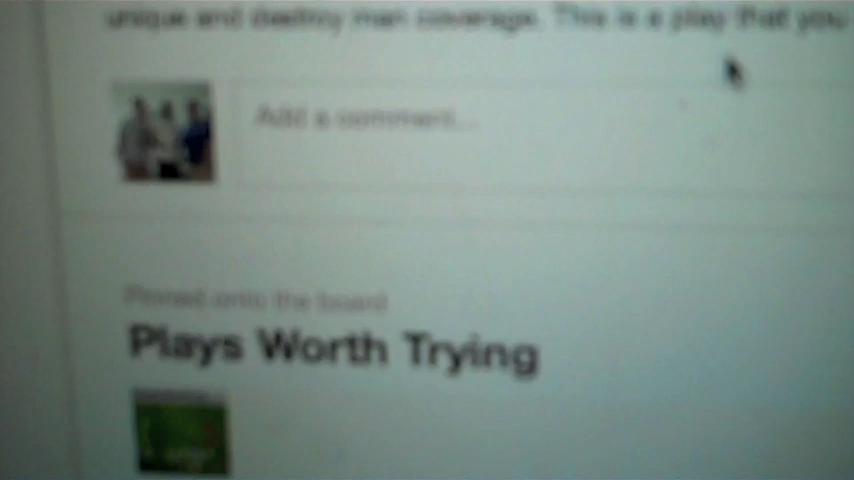 unique and destroy man coverage. This is a play that you
Add a comment...
Pinned onto the board
Plays Worth Trying